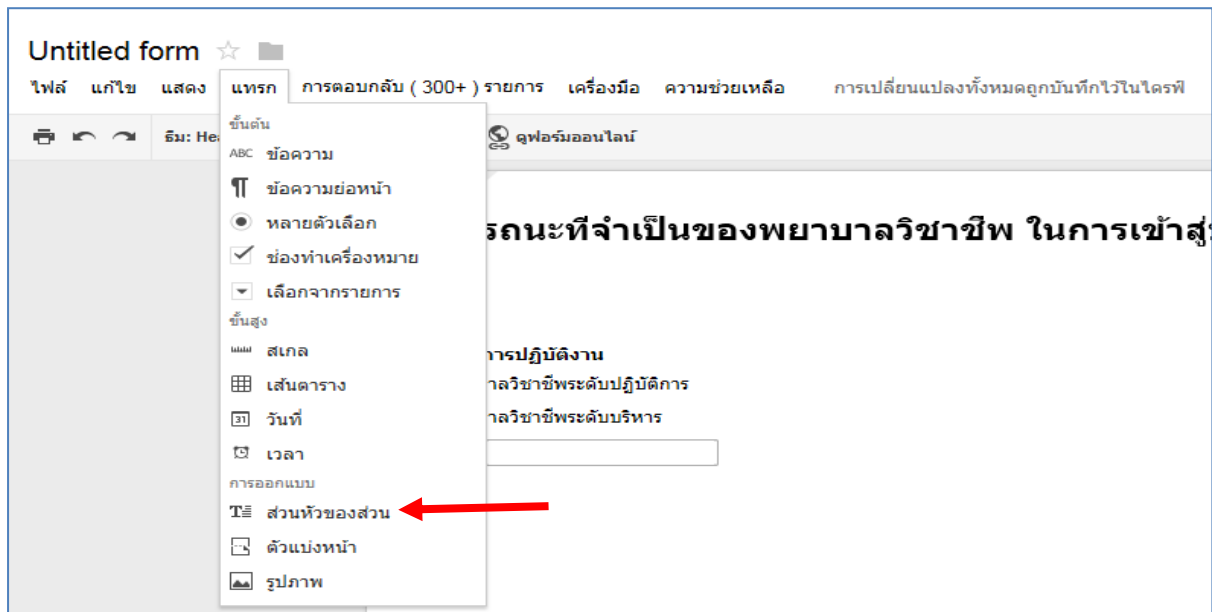 Untitled form
ไฟล์ แก้ไข แสดง แทรก การตอบกลับ ( 300+ ) รายการ เครื่องมือ ความช่วยเหลือ การเปลี่ยนแปลงทั้งหมดถูกบันทึกไว้ในไดรฟ์
ธีม: He ดูฟอร์มออนไลน์
ขั้นต้น
ABC ข้อความ
¶ ข้อความย่อหน้า
หลายตัวเลือก
รถนะที่จำเป็นของพยาบาลวิชาชีพ ในการเข้าสู่
ช่องทำเครื่องหมาย
เลือกจากรายการ
ขั้นสูง
สเกล
การปฏิบัติงาน
เส้นตาราง
าลวิชาชีพระดับปฏิบัติการ
31 วันที่
าลวิชาชีพระดับบริหาร
เวลา
การออกแบบ
T ส่วนหัวของส่วน
ตัวแบ่งหน้า
รูปภาพ